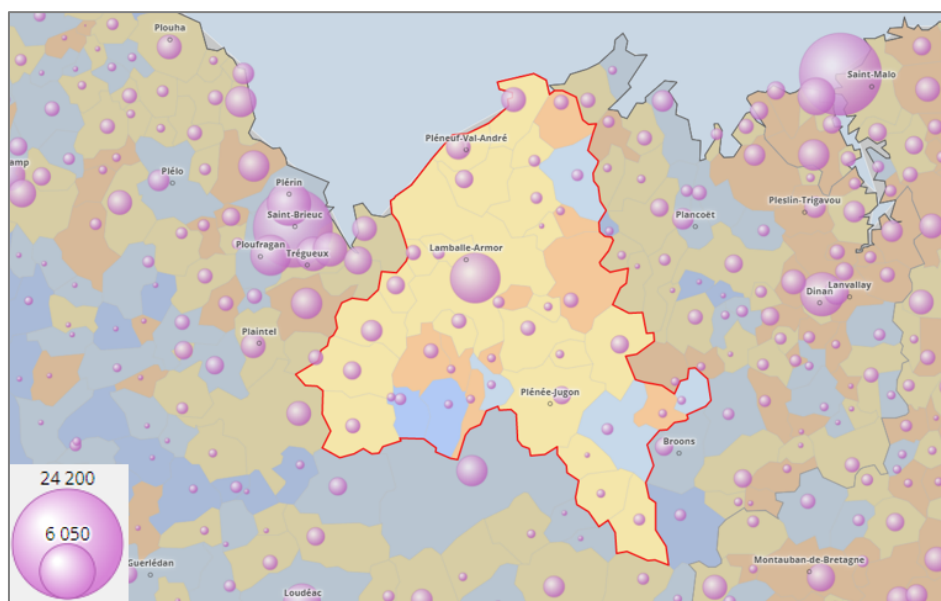 Plouha
Saint-Malo
Pléneuf-Val-André
amp
Plélo
Plérin
Pleslin-Trigavou
Saint-Brieuc
Plancoët
Ploufragan
Trégueux
Lamballe-Armor
Lanvallay
Dinan
Plaintel
Plénée-Jugon
Broons
24 200
6 050
Guerlédan
Montauban-de-Bretagne
Loudéac